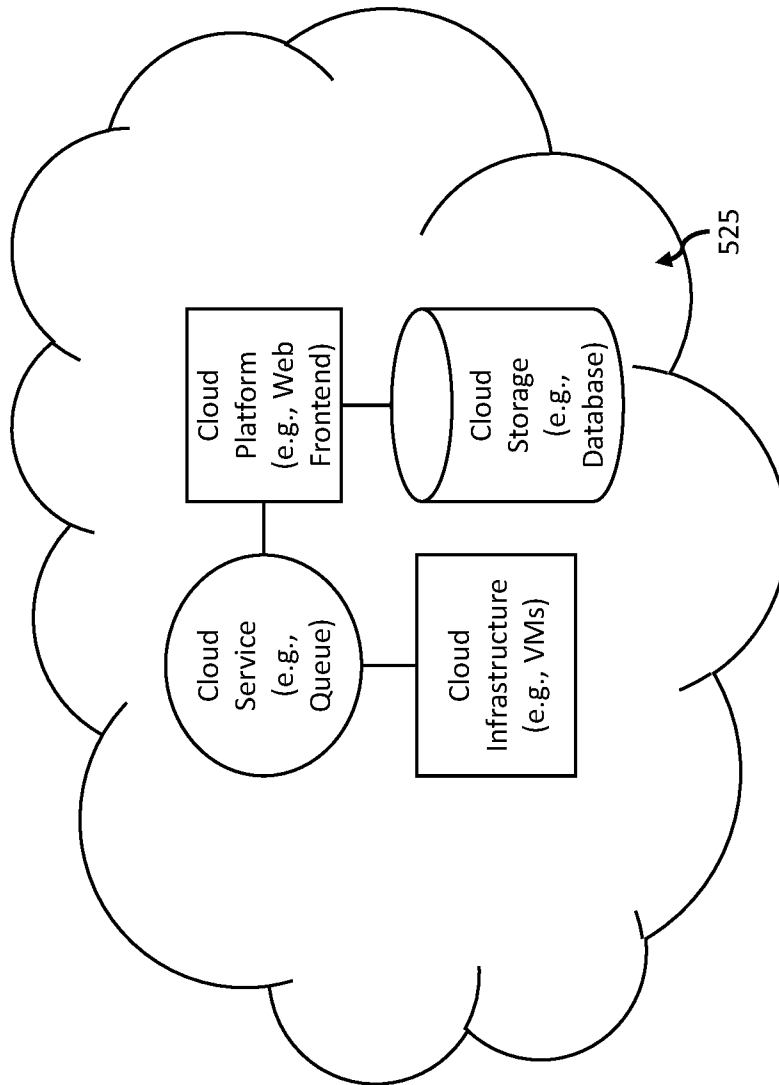 Cloud
Service
(e.g.,
Queue)
Cloud
Platform
(e.g., Web
Frontend)
Cloud
Infrastructure
(e.g., VMs)
Cloud
Storage
(e.g.,
Database)
525